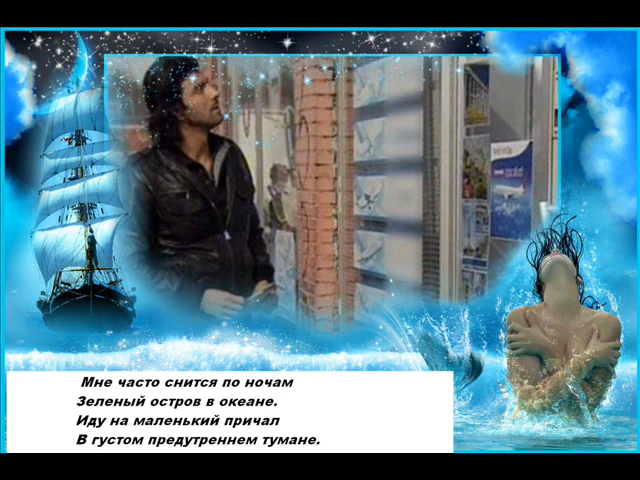 Мне часто снится по ночам
Зеленый остров в океане.
Иду на маленький причал
В густом предутреннем тумане.